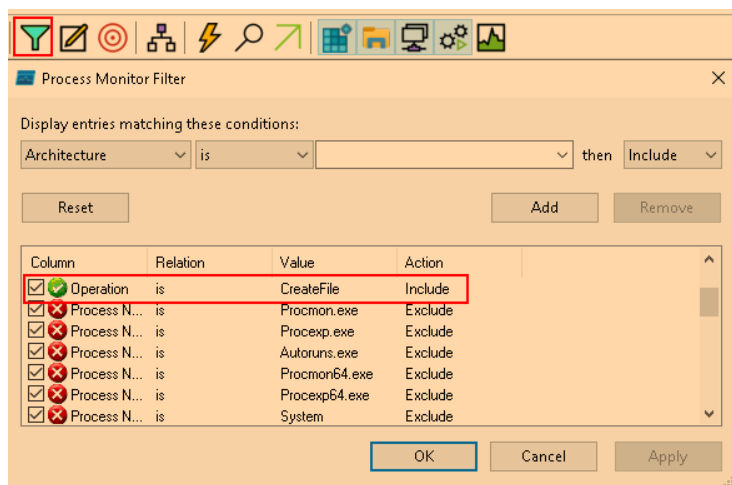 Process Monitor Filter
Display entries matching these conditions:
Architecture is then Include
Reset Add Remove
Column Relation Value Action
Operation is CreateFile Include
Process N... is Procmon.exe Exclude
Process N... is Procexp.exe Exclude
Process N... is Autoruns.exe Exclude
Process N... is Procmon64.exe Exclude
Process N... is Procexp64.exe Exclude
Process N... is System Exclude
OK Cancel Apply